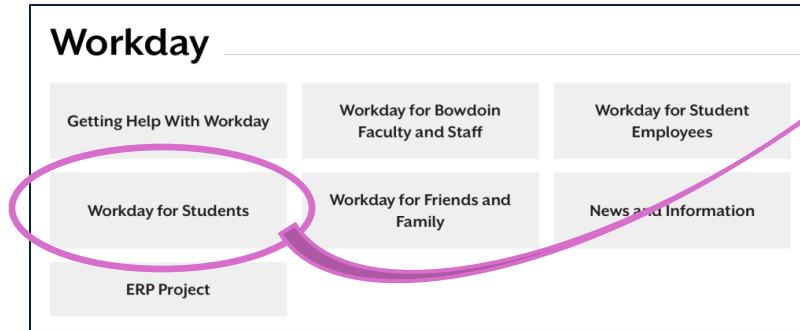 Workday
Getting Help With Workday
Workday for Bowdoin
Faculty and Staff
Workday for Student
Employees
Workday for Students
Workday for Friends and
Family
News and Information
ERP Project